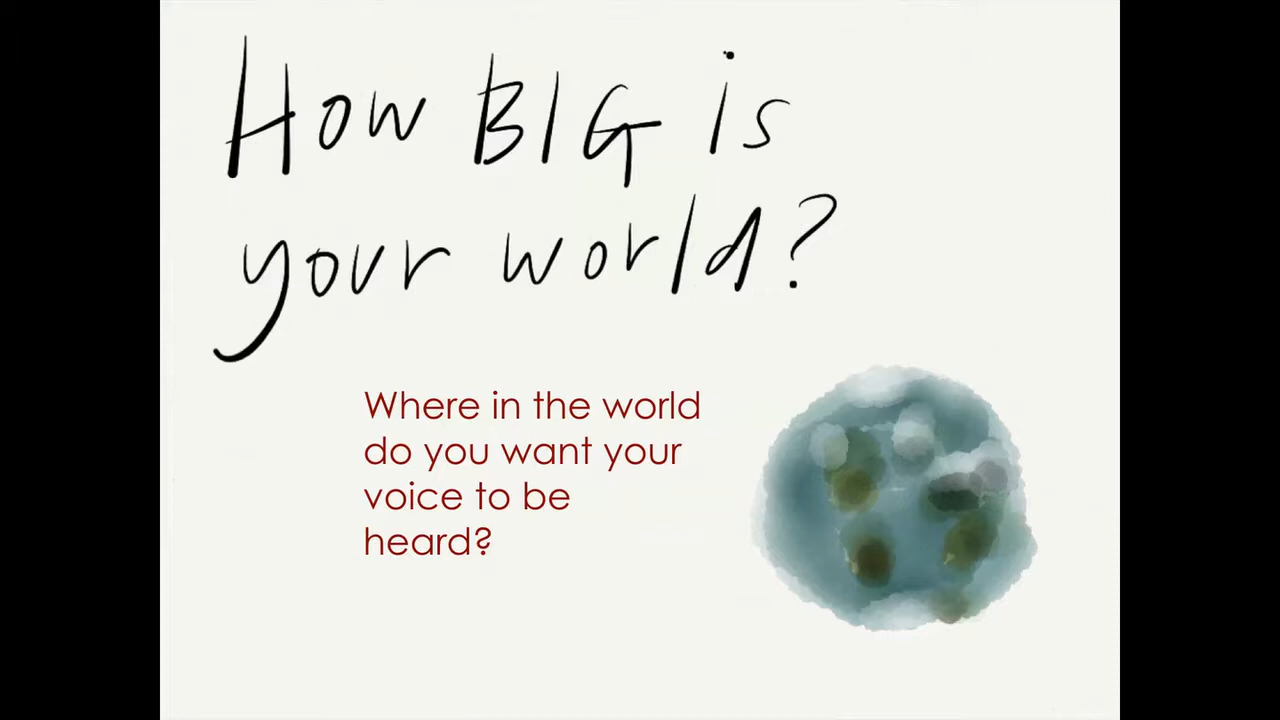 How BIG is
your world?
Where in the world
do you want your
voice to be
heard?